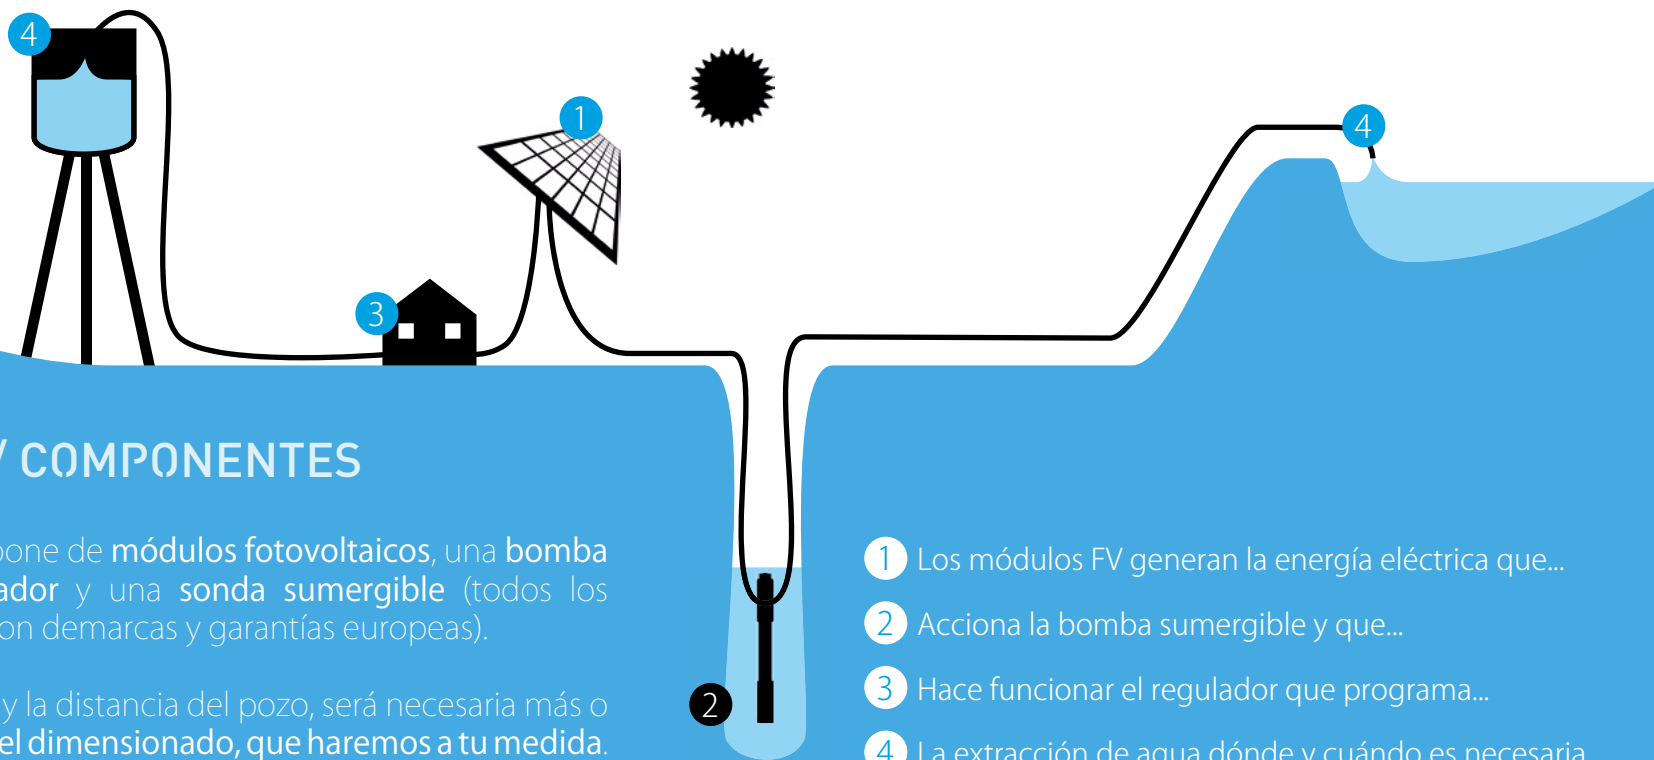 4
1
4
3
/ COMPONENTES
pone de módulos fotovoltaicos, una bomba
ador y una sonda sumergible (todos los
on demarcas y garantías europeas).
y la distancia del pozo, será necesaria más o
el dimensionado, que haremos a tu medida.
2
1 Los módulos FV generan la energía eléctrica que...
2 Acciona la bomba sumergible y que...
3 Hace funcionar el regulador que programa...
4 La extracción de agua dónde y cuándo es necesaria